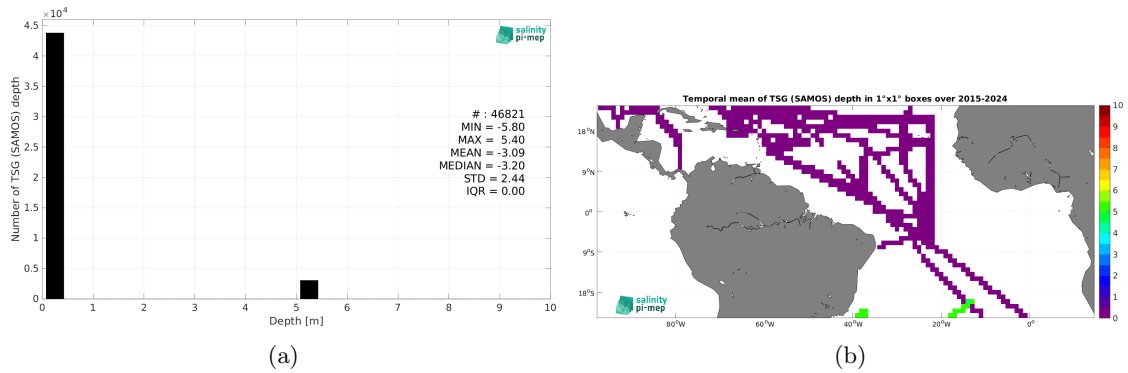 ×10⁴
4.5
4
3.5
3
2.5
2
1.5
1
0.5
0
Number of TSG (SAMOS) depth
salinity
pi-mep
# : 46821
MIN = -5.80
MAX = 5.40
MEAN = -3.09
MEDIAN = -3.20
STD = 2.44
IQR = 0.00
0 1 2 3 4 5 6 7 8 9 10
Depth [m]
(a)
Temporal mean of TSG (SAMOS) depth in 1°x1° boxes over 2015-2024
18°N
9°N
0°
9°S
18°S
salinity
pi-mep
80°W 60°W 40°W 20°W 0°
10
9
8
7
6
5
4
3
2
1
0
(b)